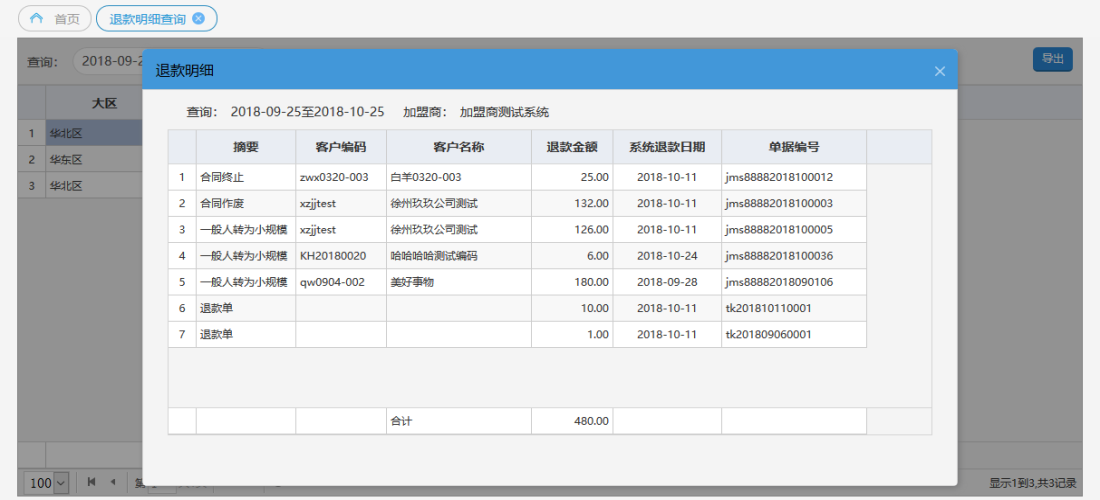 首页 退款明细查询
查询： 2018-09-2 导出
退款明细
查询： 2018-09-25至2018-10-25 加盟商： 加盟商测试系统
大区
1 华北区
2 华东区
3 华北区
摘要 客户编码 客户名称 退款金额 系统退款日期 单据编号
1 合同终止 zwx0320-003 白羊0320-003 25.00 2018-10-11 jms88882018100012
2 合同作废 xzjjtest 徐州玖玖公司测试 132.00 2018-10-11 jms88882018100003
3 一般人转为小规模 xzjjtest 徐州玖玖公司测试 126.00 2018-10-11 jms88882018100005
4 一般人转为小规模 KH20180020 哈哈哈哈测试编码 6.00 2018-10-24 jms88882018100036
5 一般人转为小规模 qw0904-002 美好事物 180.00 2018-09-28 jms88882018090106
6 退款单 10.00 2018-10-11 tk201810110001
7 退款单 1.00 2018-10-11 tk201809060001
合计 480.00
100 第 显示1到3,共3记录